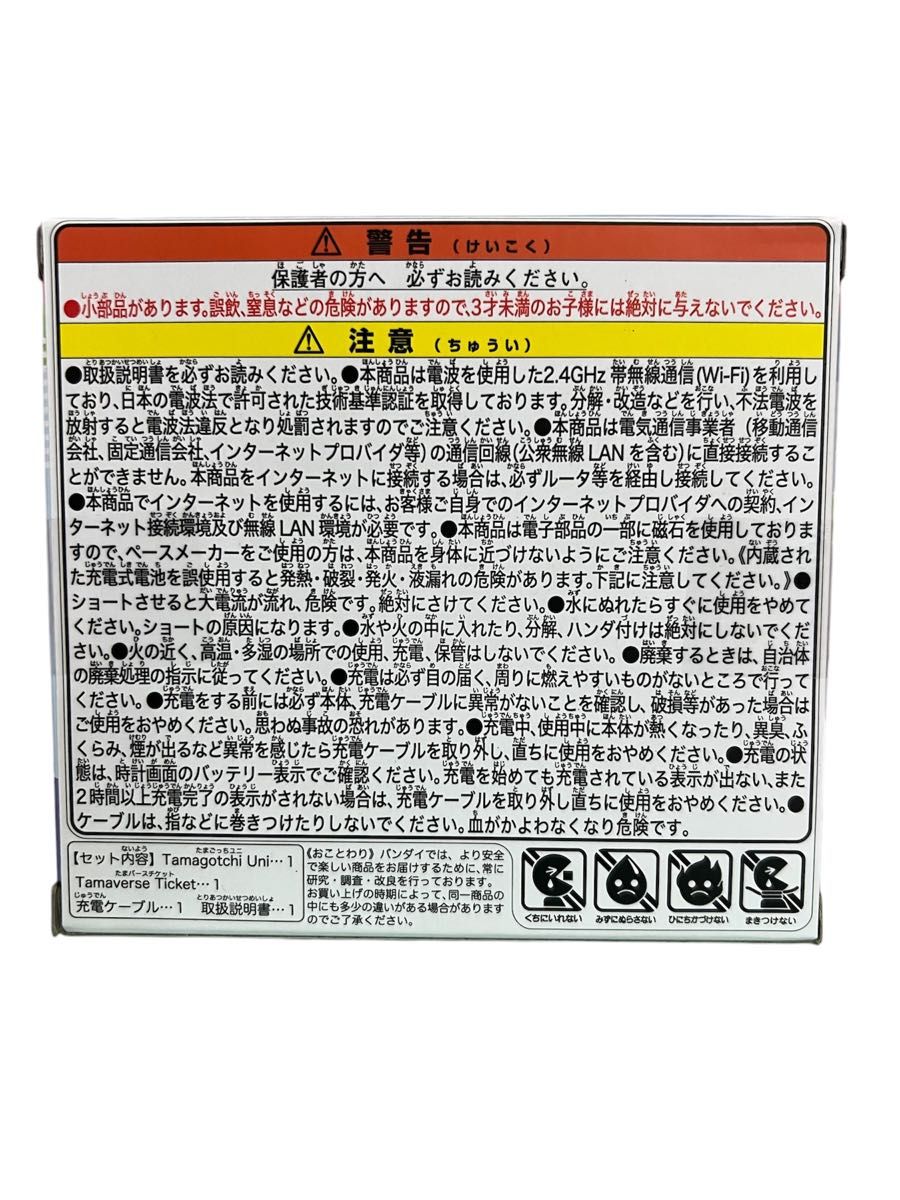 ⚠ 警告 (けいこく)
保護者の方へ 必ずお読みください。
●小部品があります。誤飲、窒息などの危険がありますので、3才未満のお子様には絶対に与えないでください。
⚠ 注意 (ちゅうい)
●取扱説明書を必ずお読みください。●本商品は電波を使用した2.4GHz 帯無線通信(Wi-Fi)を利用し
ており、日本の電波法で許可された技術基準認証を取得しております。分解・改造などを行い、不法電波を
放射すると電波法違反となり処罰されますのでご注意ください。●本商品は電気通信事業者（移動通信
会社、固定通信会社、インターネットプロバイダ等）の通信回線(公衆無線 LAN を含む)に直接接続するこ
とができません。本商品をインターネットに接続する場合は、必ずルータ等を経由し接続してください。
●本商品でインターネットを使用するには、お客様ご自身でのインターネットプロバイダへの契約、イン
ターネット接続環境及び無線 LAN 環境が必要です。●本商品は電子部品の一部に磁石を使用しておりま
すので、ペースメーカーをご使用の方は、本商品を身体に近づけないようにご注意ください。《内蔵され
た充電式電池を誤使用すると発熱・破裂・発火・液漏れの危険があります。下記に注意してください。》●
ショートさせると大電流が流れ、危険です。絶対にさけてください。●水にぬれたらすぐに使用をやめて
ください。ショートの原因になります。●水や火の中に入れたり、分解、ハンダ付けは絶対にしないでくだ
さい。●火の近く、高温・多湿の場所での使用、充電、保管はしないでください。●廃棄するときは、自治体
の廃棄処理の指示に従ってください。●充電は必ず目の届く、周りに燃えやすいものがないところで行って
ください。●充電をする前には必ず本体、充電ケーブルに異常がないことを確認し、破損等があった場合は
ご使用をおやめください。思わぬ事故の恐れがあります。●充電中、使用中に本体が熱くなったり、異臭、ふ
くらみ、煙が出るなど異常を感じたら充電ケーブルを取り外し、直ちに使用をおやめください。●充電の状
態は、時計画面のバッテリー表示でご確認ください。充電を始めても充電されている表示が出ない、また
2時間以上充電完了の表示がされない場合は、充電ケーブルを取り外し直ちに使用をおやめください。●
ケーブルは、指などに巻きつけたりしないでください。血がかよわなくなり危険です。
【セット内容】Tamagotchi Uni…1
Tamaverse Ticket…1
充電ケーブル…1 取扱説明書…1
《おことわり》バンダイでは、より安全
で楽しい商品をお届けするために、常に
研究・調査・改良を行っております。
お買い上げの時期によって、同一商品の
中にも多少の違いがある場合があります
のでご了承ください。
くちにいれない
みずにぬらさない
ひにちかづけない
まきつけない